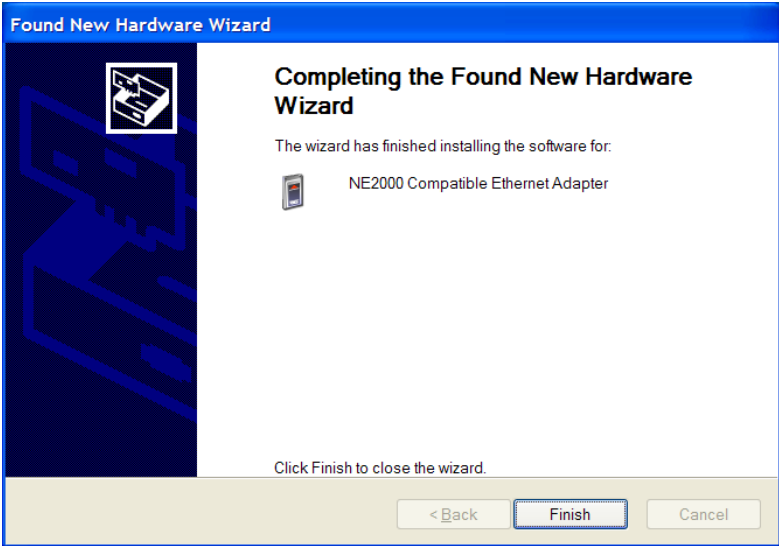 Found New Hardware Wizard
Completing the Found New Hardware
Wizard
The wizard has finished installing the software for:
NE2000 Compatible Ethernet Adapter
Click Finish to close the wizard.
< Back
Finish
Cancel